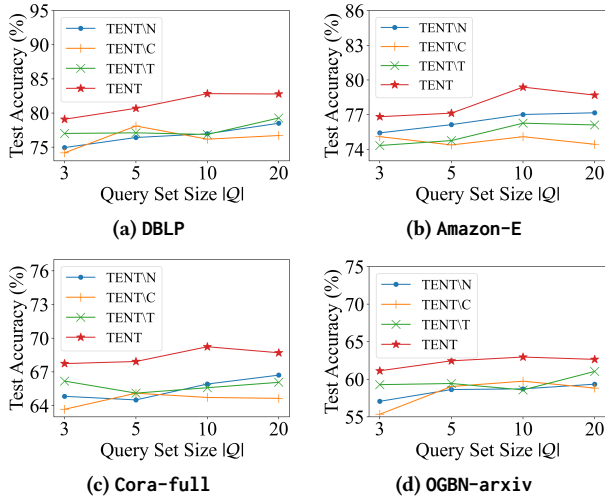 95
90
85
80
75
Test Accuracy (%)
TENT\N
TENT\C
TENT\T
TENT
3 5 10 20
Query Set Size |Q|
(a) DBLP
86
83
80
77
74
Test Accuracy (%)
TENT\N
TENT\C
TENT\T
TENT
3 5 10 20
Query Set Size |Q|
(b) Amazon-E
76
73
70
67
64
Test Accuracy (%)
TENT\N
TENT\C
TENT\T
TENT
3 5 10 20
Query Set Size |Q|
(c) Cora-full
75
70
65
60
55
Test Accuracy (%)
TENT\N
TENT\C
TENT\T
TENT
3 5 10 20
Query Set Size |Q|
(d) OGBN-arxiv